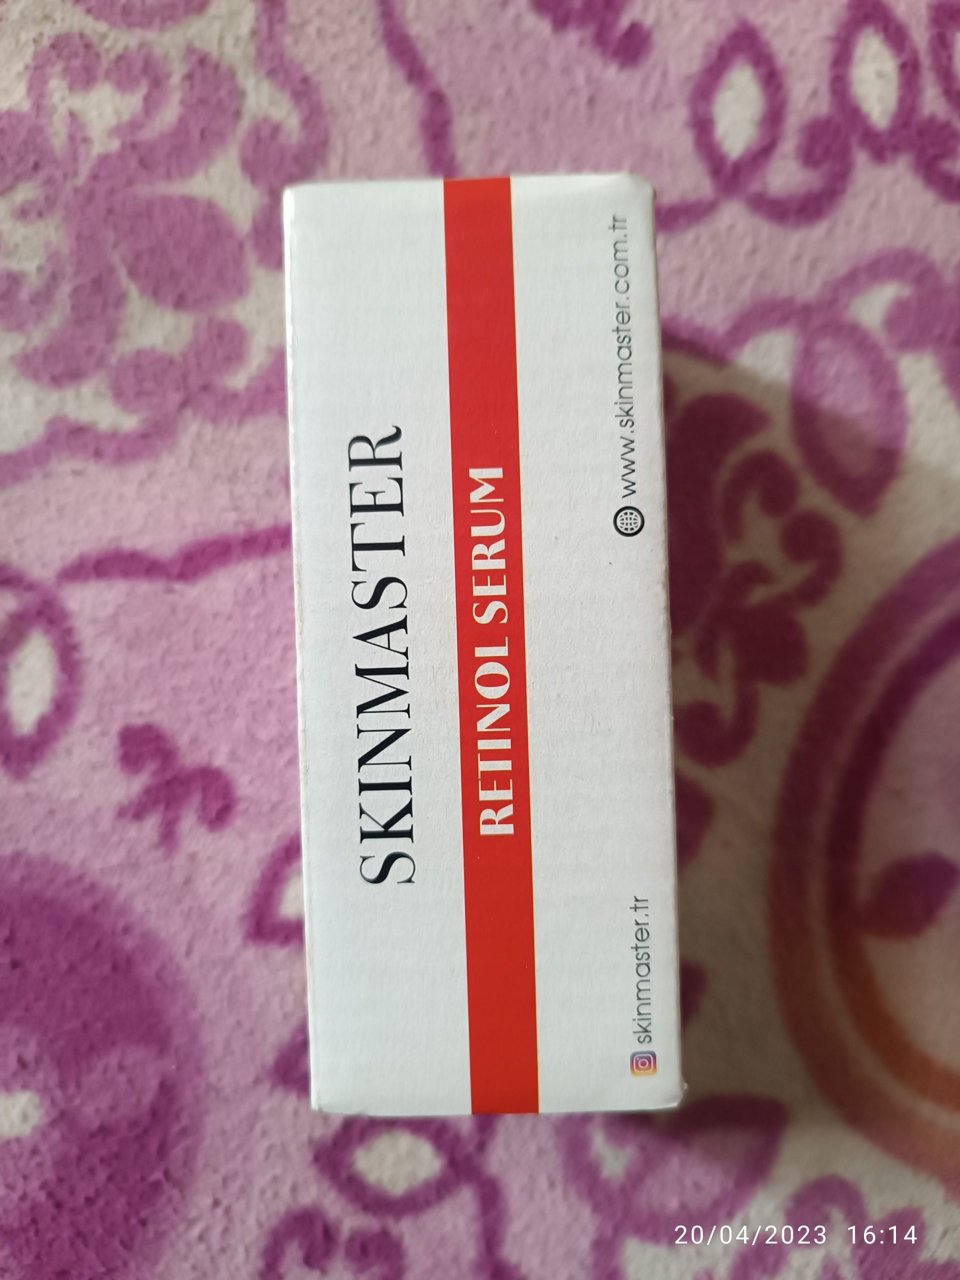 SKINMASTER
RETINOL SERUM
skinmaster.tr
www.skinmaster.com.tr
20/04/2023 16:14